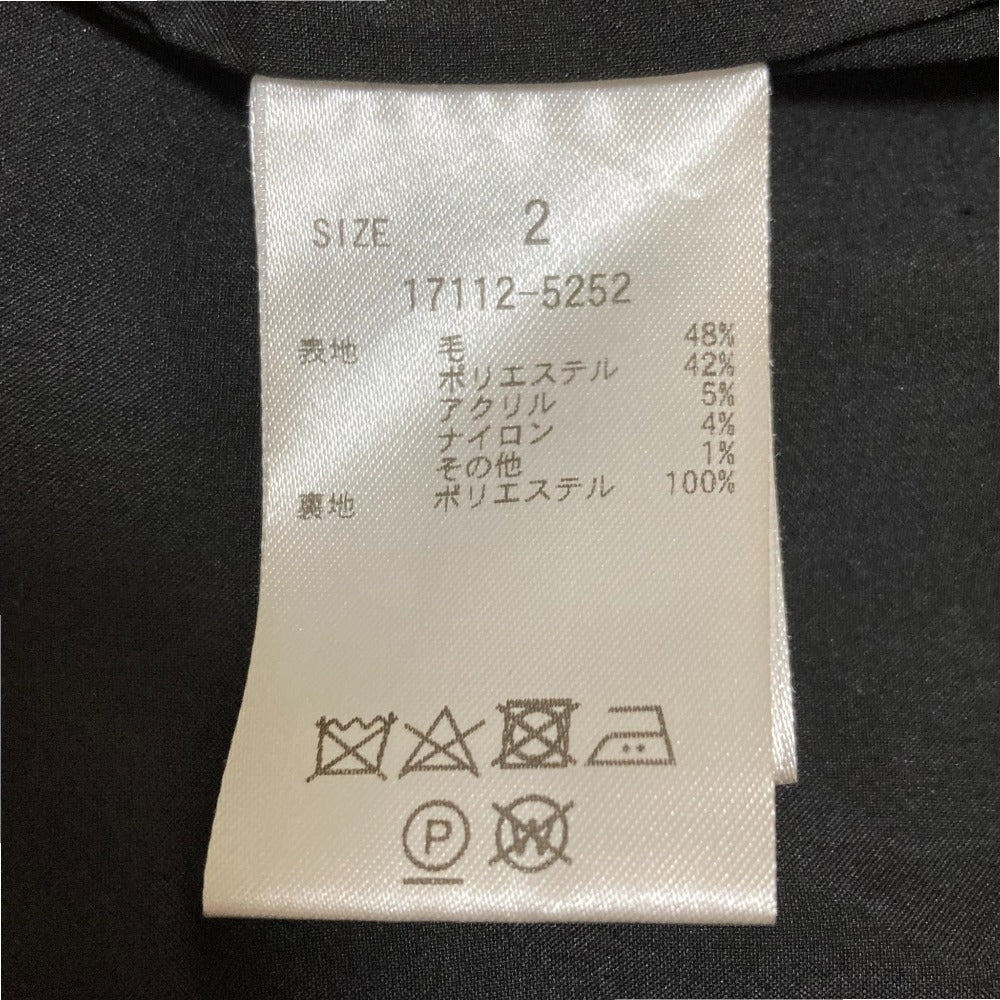 SIZE 2
17112-5252
表地 毛 48%
ポリエステル 42%
アクリル 5%
ナイロン 4%
その他 1%
裏地 ポリエステル 100%
P W